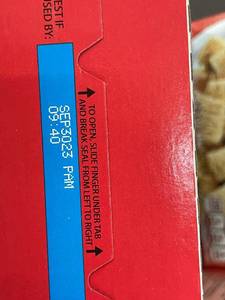 EST IF
USED BY:
SEP3023 PAM
09:40
TO OPEN, SLIDE FINGER UNDER TAB
AND BREAK SEAL FROM LEFT TO RIGHT